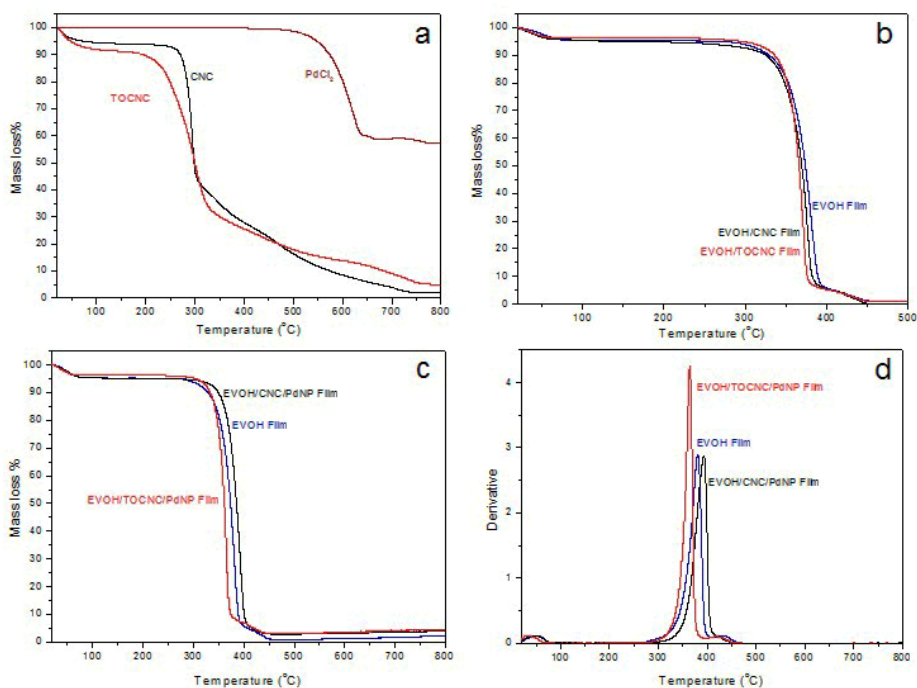 a
100
90
80
70
60
50
40
30
20
10
0
Mass loss%
PdCl2
CNC
TOCNC
100 200 300 400 500 600 700 800
Temperature (°C)
b
100
90
80
70
60
50
40
30
20
10
0
Mass loss%
EVOH Film
EVOH/CNC Film
EVOH/TOCNC Film
100 200 300 400 500
Temperature (°C)
c
100
90
80
70
60
50
40
30
20
10
0
Mass loss %
EVOH/CNC/PdNP Film
EVOH Film
EVOH/TOCNC/PdNP Film
100 200 300 400 500 600 700 800
Temperature (°C)
d
4
3
2
1
0
Derivative
EVOH/TOCNC/PdNP Film
EVOH Film
EVOH/CNC/PdNP Film
100 200 300 400 500 600 700 800
Temperature (°C)